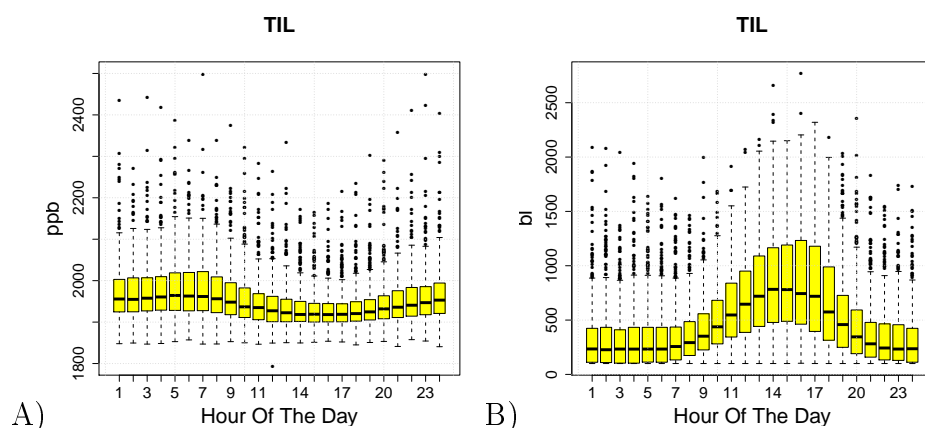 TIL
ppb
1800
2000
2200
2400
1 3 5 7 9 11 14 17 20 23
Hour Of The Day
A)
TIL
bl
0
500
1000
1500
2000
2500
1 3 5 7 9 11 14 17 20 23
Hour Of The Day
B)